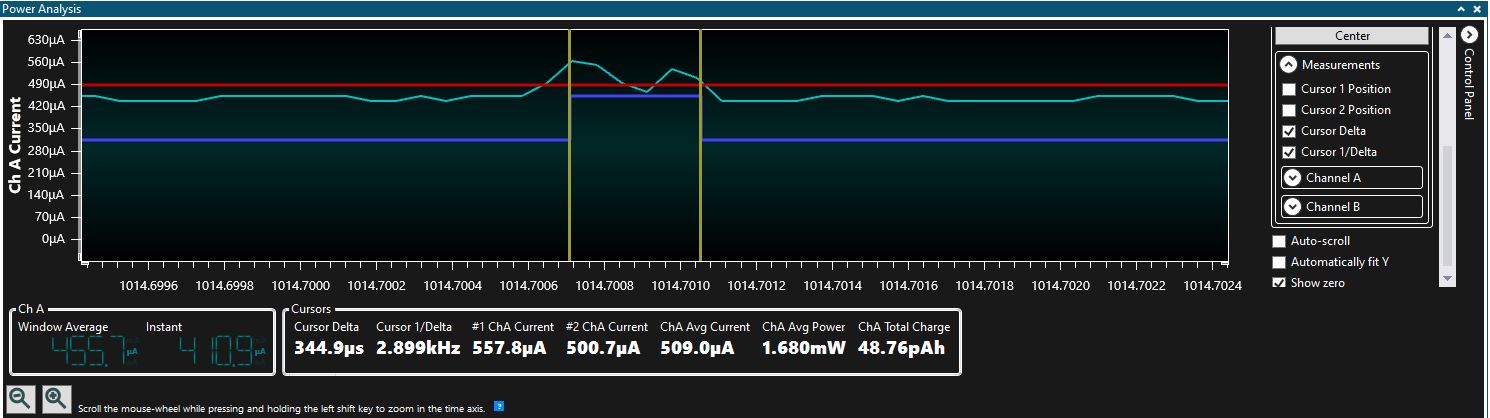 Power Analysis
Center
Measurements
Cursor 1 Position
Cursor 2 Position
Cursor Delta
Cursor 1/Delta
Channel A
Channel B
Auto-scroll
Automatically fit Y
Show zero
Control Panel
Ch A Current
630µA
560µA
490µA
420µA
350µA
280µA
210µA
140µA
70µA
0µA
1014.6996 1014.6998 1014.7000 1014.7002 1014.7004 1014.7006 1014.7008 1014.7010 1014.7012 1014.7014 1014.7016 1014.7018 1014.7020 1014.7022 1014.7024
Ch A
Window Average Instant
455.7 µA 410.9 µA
Cursors
Cursor Delta Cursor 1/Delta #1 ChA Current #2 ChA Current ChA Avg Current ChA Avg Power ChA Total Charge
344.9µs 2.899kHz 557.8µA 500.7µA 509.0µA 1.680mW 48.76pAh
Scroll the mouse-wheel while pressing and holding the left shift key to zoom in the time axis. ?